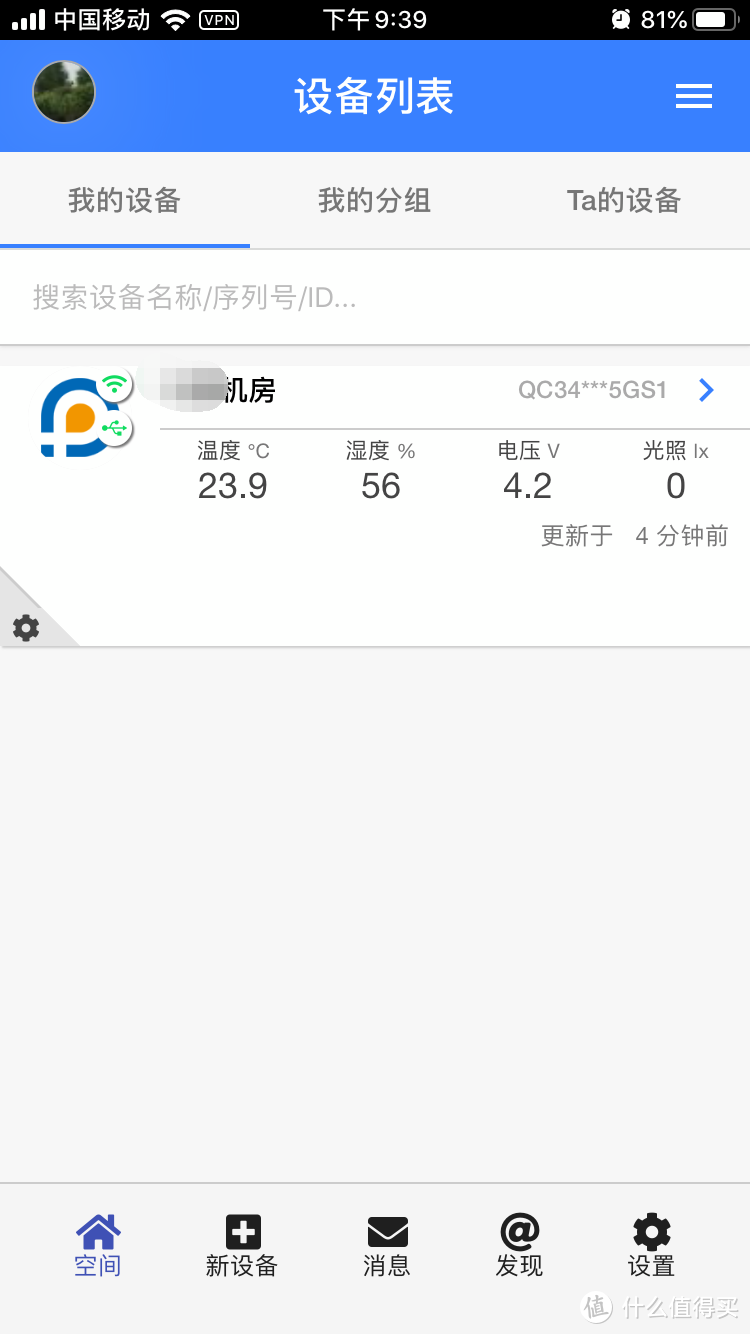 中国移动 VPN 下午9:39 81%
设备列表
我的设备 我的分组 Ta的设备
搜索设备名称/序列号/ID...
机房 QC34***5GS1
温度 °C 湿度 % 电压 V 光照 lx
23.9 56 4.2 0
更新于 4 分钟前
空间 新设备 消息 发现 设置
值 什么值得买